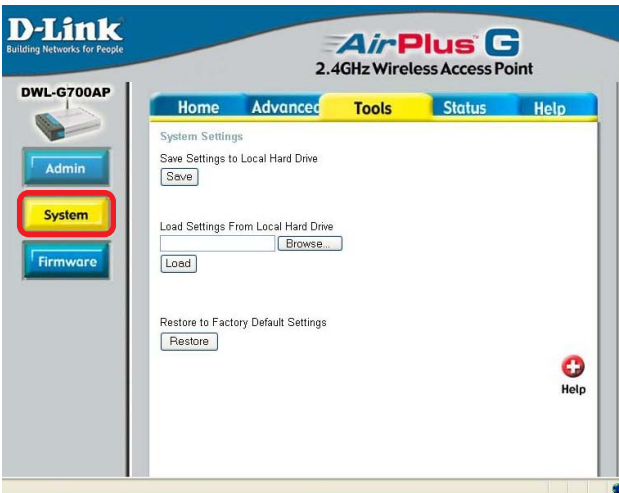 D-Link
Building Networks for People
AirPlus G
2.4GHz Wireless Access Point
DWL-G700AP
Home Advanced Tools Status Help
Admin
System
Firmware
System Settings
Save Settings to Local Hard Drive
Save
Load Settings From Local Hard Drive
Browse...
Load
Restore to Factory Default Settings
Restore
Help